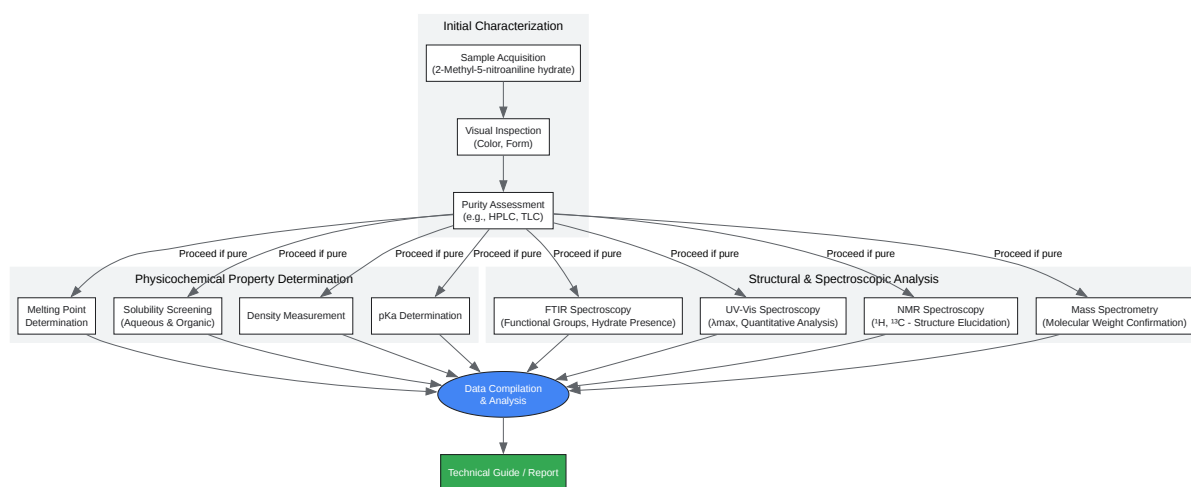 Initial Characterization
Sample Acquisition
(2-Methyl-5-nitroaniline hydrate)
Visual Inspection
(Color, Form)
Purity Assessment
(e.g., HPLC, TLC)
Proceed if pure
Proceed if pure
Proceed if pure
Proceed if pure
Proceed if pure
Proceed if pure
Proceed if pure
Proceed if pure
Physicochemical Property Determination
Structural & Spectroscopic Analysis
Melting Point
Determination
Solubility Screening
(Aqueous & Organic)
Density Measurement
pKa Determination
FTIR Spectroscopy
(Functional Groups, Hydrate Presence)
UV-Vis Spectroscopy
(λmax, Quantitative Analysis)
NMR Spectroscopy
(¹H, ¹³C - Structure Elucidation)
Mass Spectrometry
(Molecular Weight Confirmation)
Data Compilation
& Analysis
Technical Guide / Report